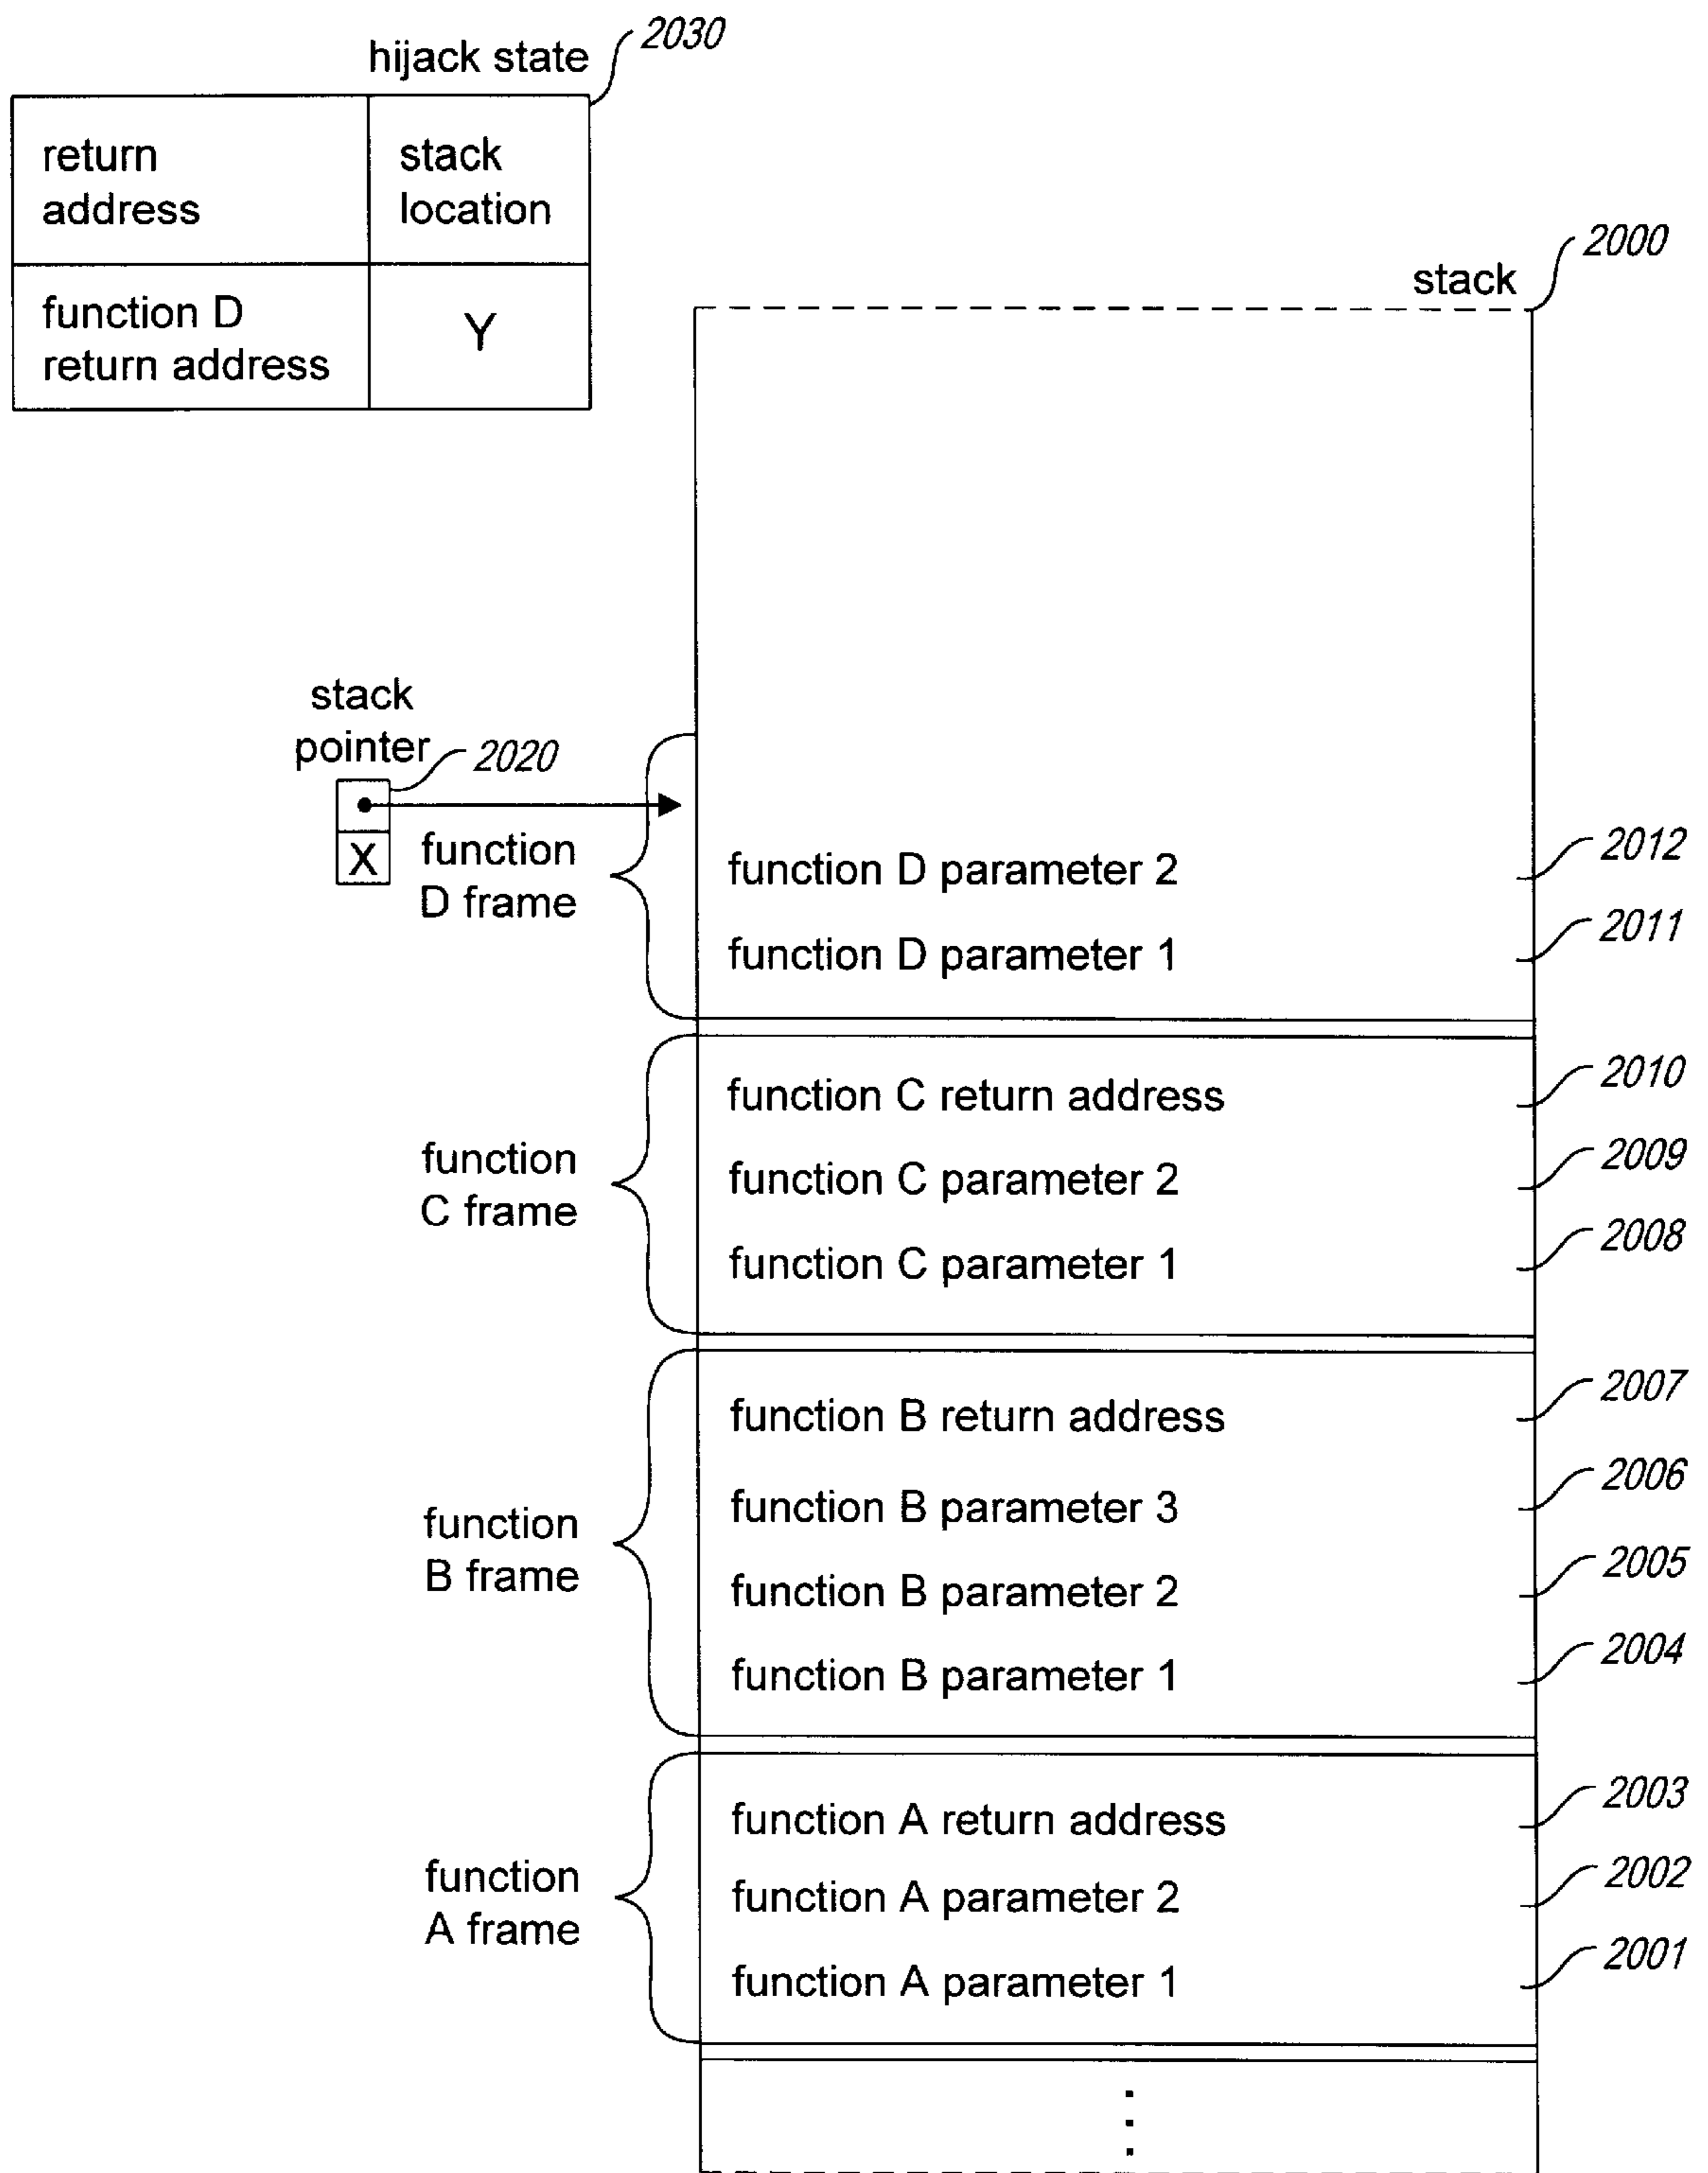 hijack state
2030
return
address
stack
location
function D
return address
Y
stack
2000
stack
pointer
2020
X
function
D frame
function D parameter 2
2012
function D parameter 1
2011
function
C frame
function C return address
2010
function C parameter 2
2009
function C parameter 1
2008
function
B frame
function B return address
2007
function B parameter 3
2006
function B parameter 2
2005
function B parameter 1
2004
function
A frame
function A return address
2003
function A parameter 2
2002
function A parameter 1
2001